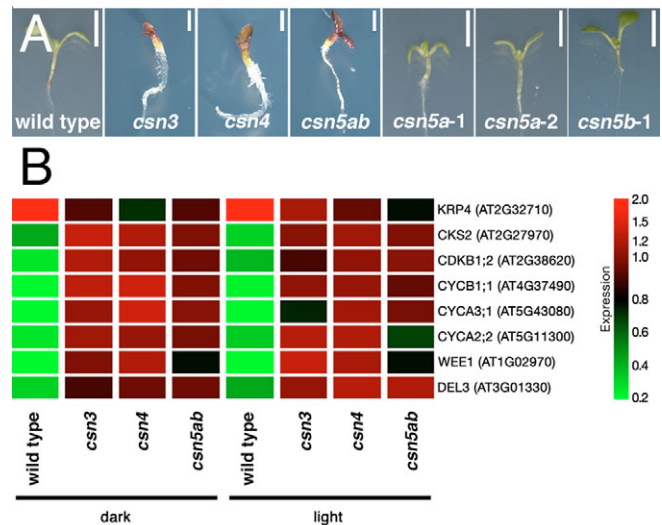 A
wild type csn3 csn4 csn5ab csn5a-1 csn5a-2 csn5b-1
B
KRP4 (AT2G32710)
CKS2 (AT2G27970)
CDKB1;2 (AT2G38620)
CYCB1;1 (AT4G37490)
CYCA3;1 (AT5G43080)
CYCA2;2 (AT5G11300)
WEE1 (AT1G02970)
DEL3 (AT3G01330)
Expression
2.0
1.5
1.2
1.0
0.8
0.6
0.4
0.2
wild type csn3 csn4 csn5ab wild type csn3 csn4 csn5ab
dark light